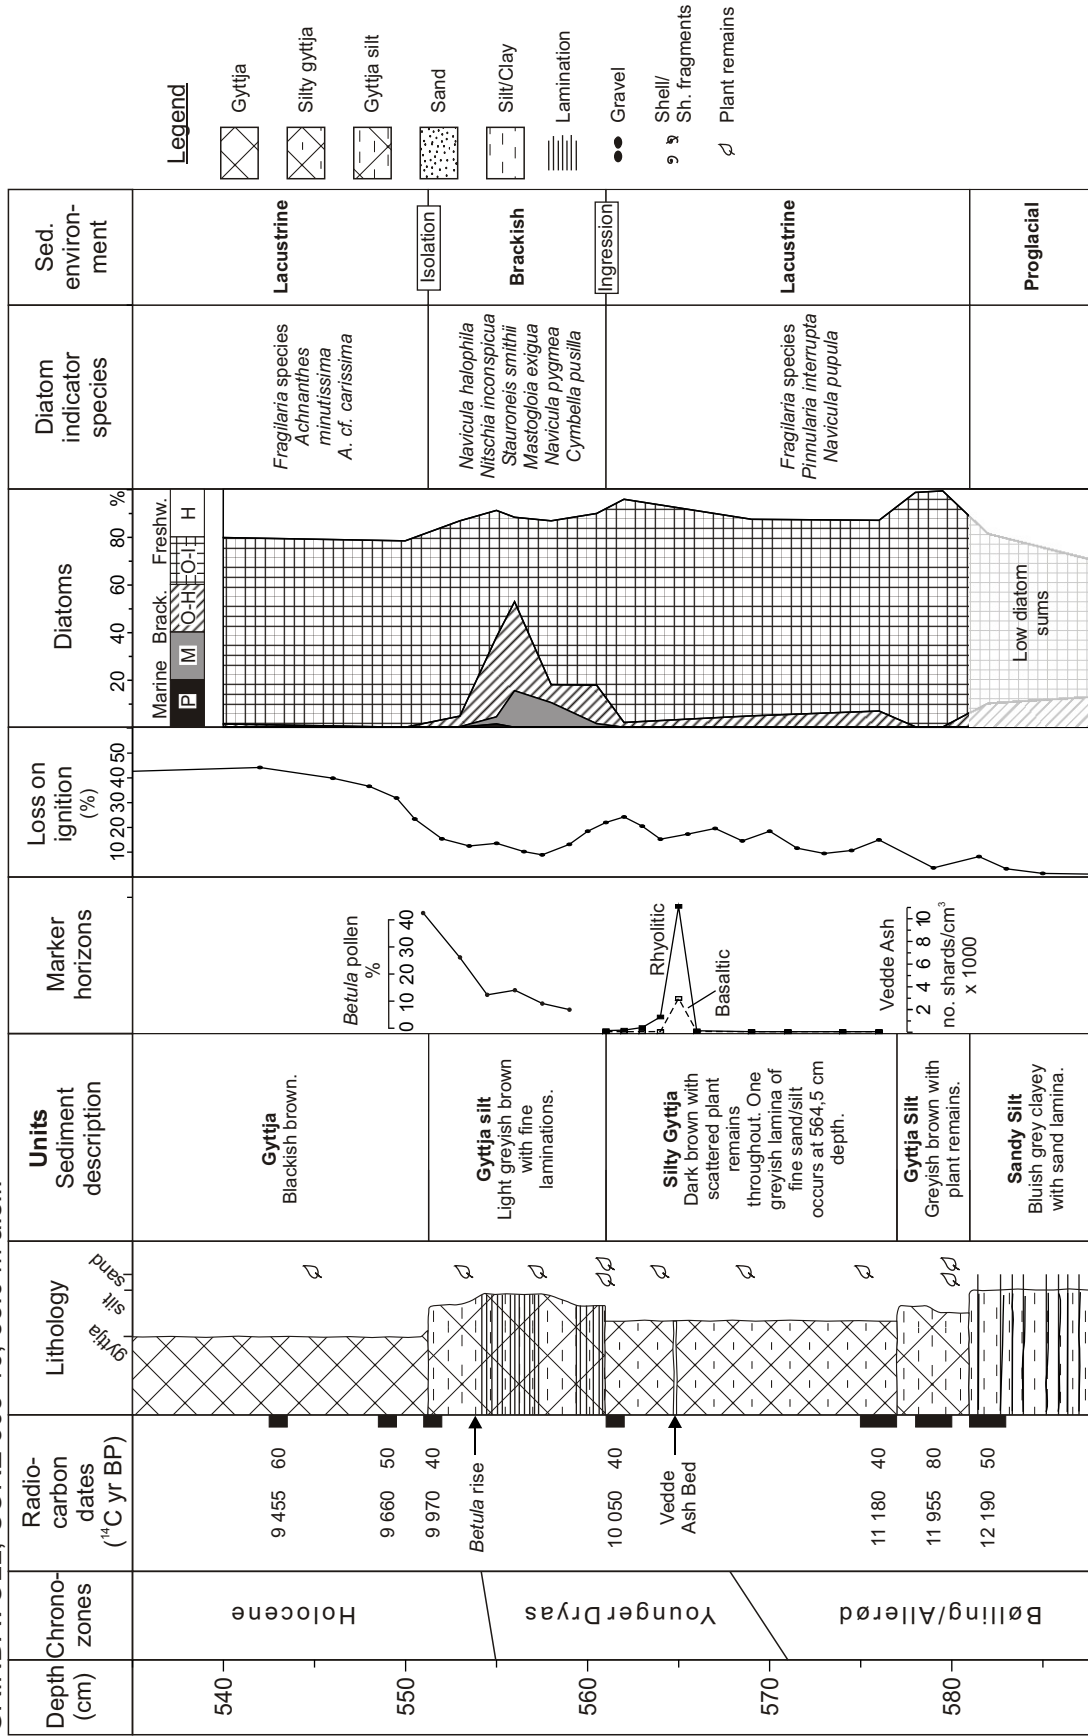 Depth
(cm)
Chrono-
zones
Radio-
carbon
dates
(¹⁴C yr BP)
Lithology
Units
Sediment
description
Marker
horizons
Loss on
ignition
(%)
Diatoms
Diatom
indicator
species
Sed.
environ-
ment
540
550
560
570
580
Holocene
Younger Dryas
Bølling/Allerød
9 455 60
9 660 50
9 970 40
Betula rise
10 050 40
Vedde
Ash Bed
11 180 40
11 955 80
12 190 50
gyttja
silt
sand
Gyttja
Blackish brown.
Gyttja silt
Light greyish brown
with fine
laminations.
Silty Gyttja
Dark brown with
scattered plant
remains
throughout. One
greyish lamina of
fine sand/silt
occurs at 564,5 cm
depth.
Gyttja Silt
Greyish brown with
plant remains.
Sandy Silt
Bluish grey clayey
with sand lamina.
Betula pollen
%
0 10 20 30 40
Rhyolitic
Basaltic
Vedde Ash
2 4 6 8 10
no. shards/cm³
x 1000
10 20 30 40 50
20 40 60 80 %
Marine Brack. Freshw.
P M O-H O-I H
Low diatom
sums
Fragilaria species
Achnanthes
minutissima
A. cf. carissima
Navicula halophila
Nitschia inconspicua
Stauroneis smithii
Mastogloia exigua
Navicula pygmea
Cymbella pusilla
Fragilaria species
Pinnularia interrupta
Navicula pupula
Lacustrine
Isolation
Brackish
Ingression
Lacustrine
Proglacial
Legend
Gyttja
Silty gyttja
Gyttja silt
Sand
Silt/Clay
Lamination
Gravel
Shell/
Sh. fragments
Plant remains